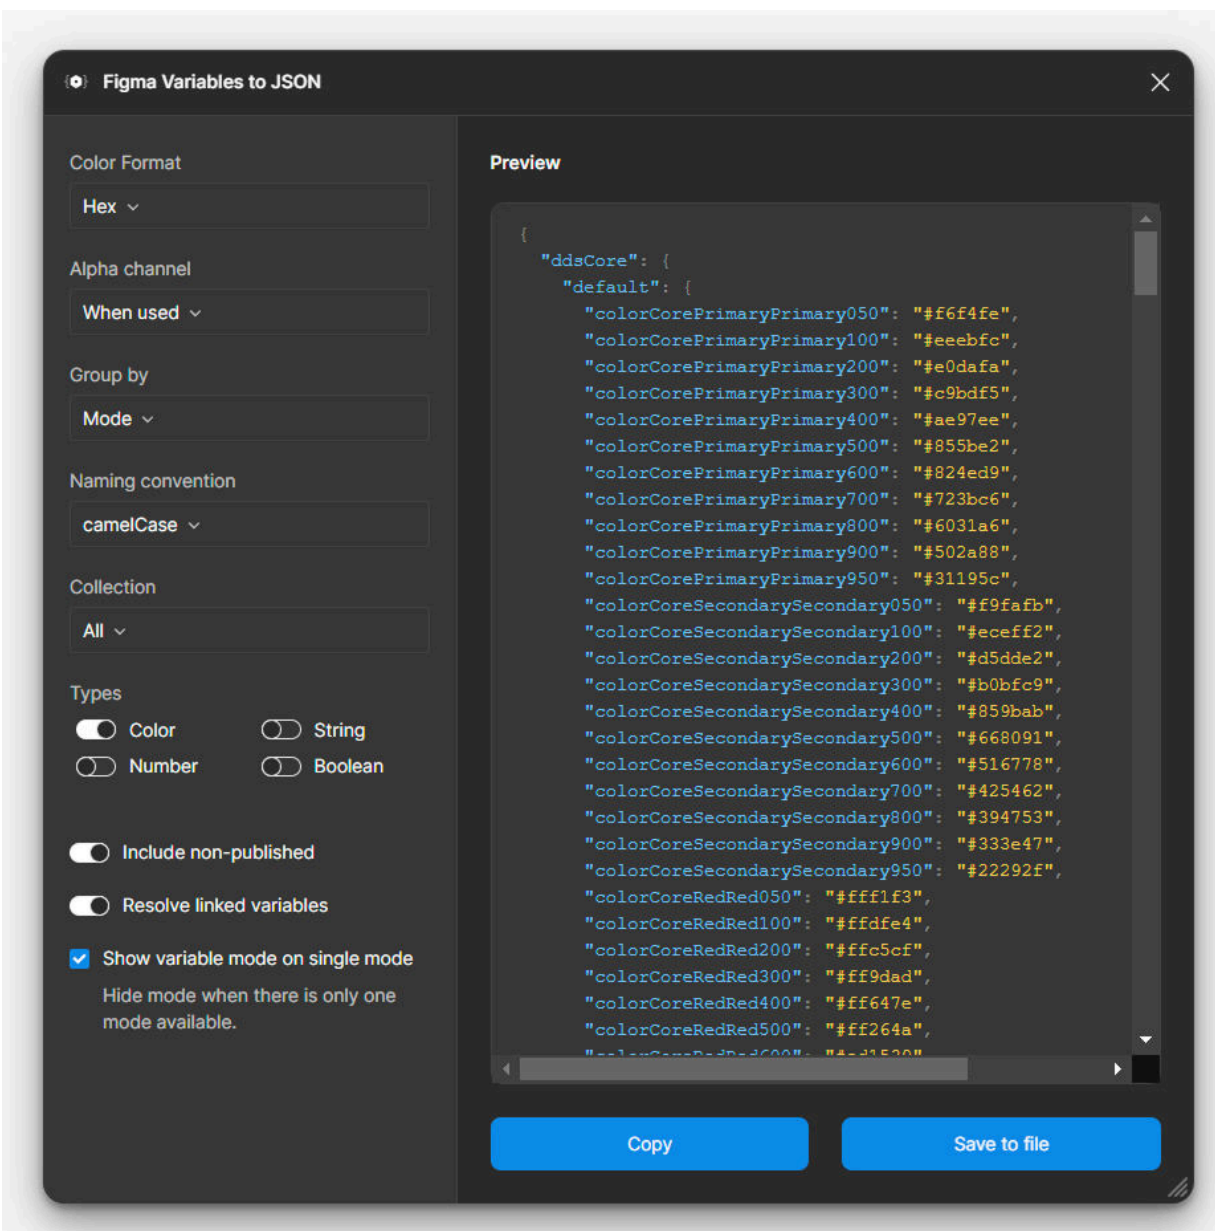 Figma Variables to JSON
Color Format
Hex
Alpha channel
When used
Group by
Mode
Naming convention
camelCase
Collection
All
Types
Color
String
Number
Boolean
Include non-published
Resolve linked variables
Show variable mode on single mode
Hide mode when there is only one
mode available.
Preview
{
"ddsCore": {
"default": {
"colorCorePrimaryPrimary050": "#f6f4fe",
"colorCorePrimaryPrimary100": "#eeebfc",
"colorCorePrimaryPrimary200": "#e0dafa",
"colorCorePrimaryPrimary300": "#c9bdf5",
"colorCorePrimaryPrimary400": "#ae97ee",
"colorCorePrimaryPrimary500": "#855be2",
"colorCorePrimaryPrimary600": "#824ed9",
"colorCorePrimaryPrimary700": "#723bc6",
"colorCorePrimaryPrimary800": "#6031a6",
"colorCorePrimaryPrimary900": "#502a88",
"colorCorePrimaryPrimary950": "#31195c",
"colorCoreSecondarySecondary050": "#f9fafb",
"colorCoreSecondarySecondary100": "#eceff2",
"colorCoreSecondarySecondary200": "#d5dde2",
"colorCoreSecondarySecondary300": "#b0bfc9",
"colorCoreSecondarySecondary400": "#859bab",
"colorCoreSecondarySecondary500": "#668091",
"colorCoreSecondarySecondary600": "#516778",
"colorCoreSecondarySecondary700": "#425462",
"colorCoreSecondarySecondary800": "#394753",
"colorCoreSecondarySecondary900": "#333e47",
"colorCoreSecondarySecondary950": "#22292f",
"colorCoreRedRed050": "#fff1f3",
"colorCoreRedRed100": "#ffdfe4",
"colorCoreRedRed200": "#ffc5cf",
"colorCoreRedRed300": "#ff9dad",
"colorCoreRedRed400": "#ff647e",
"colorCoreRedRed500": "#ff264a",
Copy
Save to file